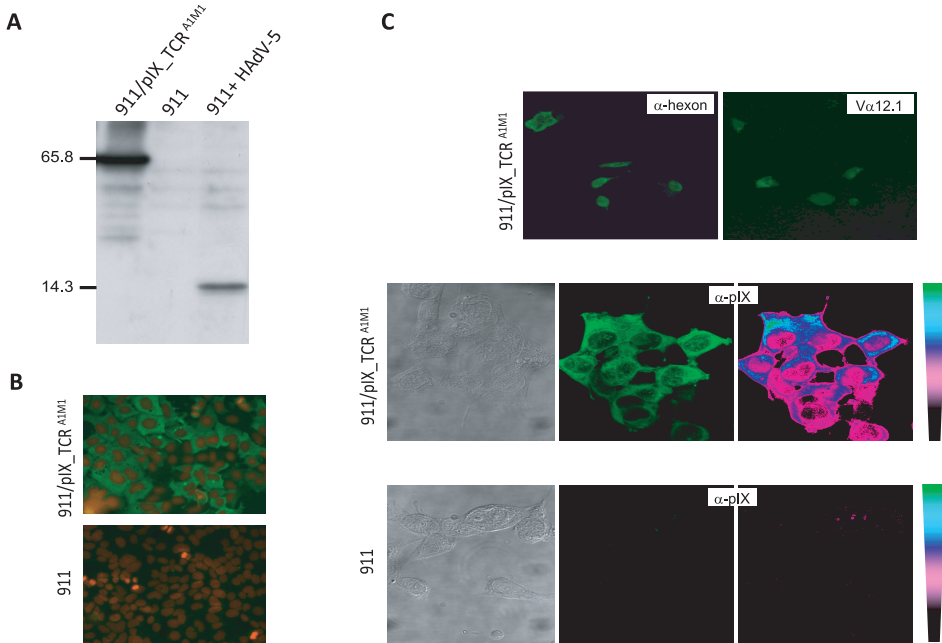 A
911/pIX_TCR A1M1
911
911+ HAdV-5
65.8
14.3
B
911/pIX_TCR A1M1
911
C
911/pIX_TCR A1M1
α-hexon
Vα12.1
911/pIX_TCR A1M1
α-pIX
911
α-pIX